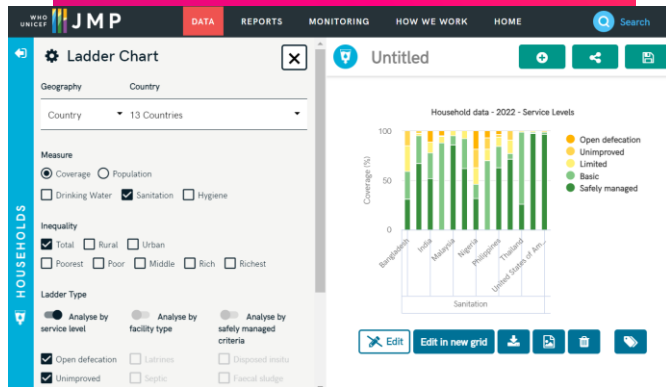 WHO
UNICEF
JMP
DATA
REPORTS
MONITORING
HOW WE WORK
HOME
Search
Ladder Chart
Untitled
Geography
Country
Country
13 Countries
Measure
Coverage
Population
Drinking Water
Sanitation
Hygiene
Inequality
Total
Rural
Urban
Poorest
Poor
Middle
Rich
Richest
Ladder Type
Analyse by
service level
Analyse by
facility type
Analyse by
safely managed
criteria
Open defecation
Latrines
Disposed insitu
Unimproved
Septic
Faecal sludge
HOUSEHOLDS
Household data - 2022 - Service Levels
Coverage (%)
100
50
0
Bangladesh
India
Malaysia
Nigeria
Philippines
Thailand
United States of Am...
Sanitation
Open defecation
Unimproved
Limited
Basic
Safely managed
Edit
Edit in new grid